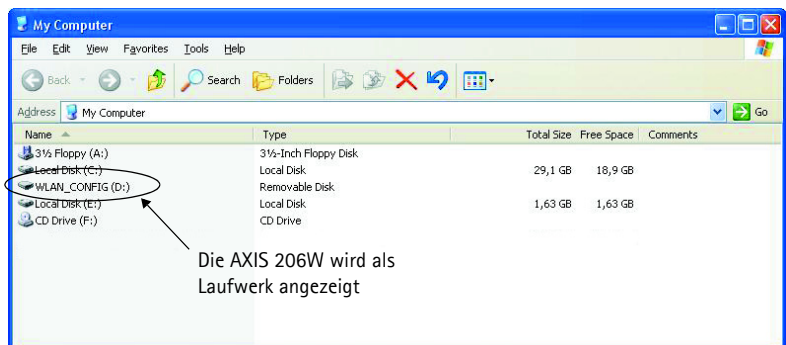 My Computer
File Edit View Favorites Tools Help
Back Search Folders
Address My Computer Go
Name Type Total Size Free Space Comments
3½ Floppy (A:) 3½-Inch Floppy Disk
Local Disk (C:) Local Disk 29,1 GB 18,9 GB
WLAN_CONFIG (D:) Removable Disk
Local Disk (E:) Local Disk 1,63 GB 1,63 GB
CD Drive (F:) CD Drive
Die AXIS 206W wird als
Laufwerk angezeigt